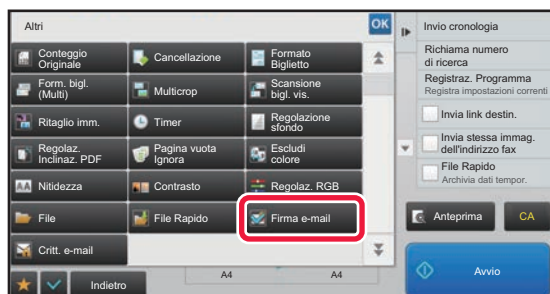 Altri
OK
Conteggio
Originale
Cancellazione
Formato
Biglietto
Form. bigl.
(Multi)
Multicrop
Scansione
bigl. vis.
Ritaglio imm.
Timer
Regolazione
sfondo
Regolaz.
Inclinaz. PDF
Pagina vuota
Ignora
Escludi
colore
Nitidezza
Contrasto
Regolaz. RGB
File
File Rapido
Firma e-mail
Critt. e-mail
Indietro
A4
A4
Invio cronologia
Richiama numero
di ricerca
Registraz. Programma
Registra impostazioni correnti
Invia link destin.
Invia stessa immag.
dell'indirizzo fax
File Rapido
Archivia dati tempor.
Anteprima
CA
Avvio